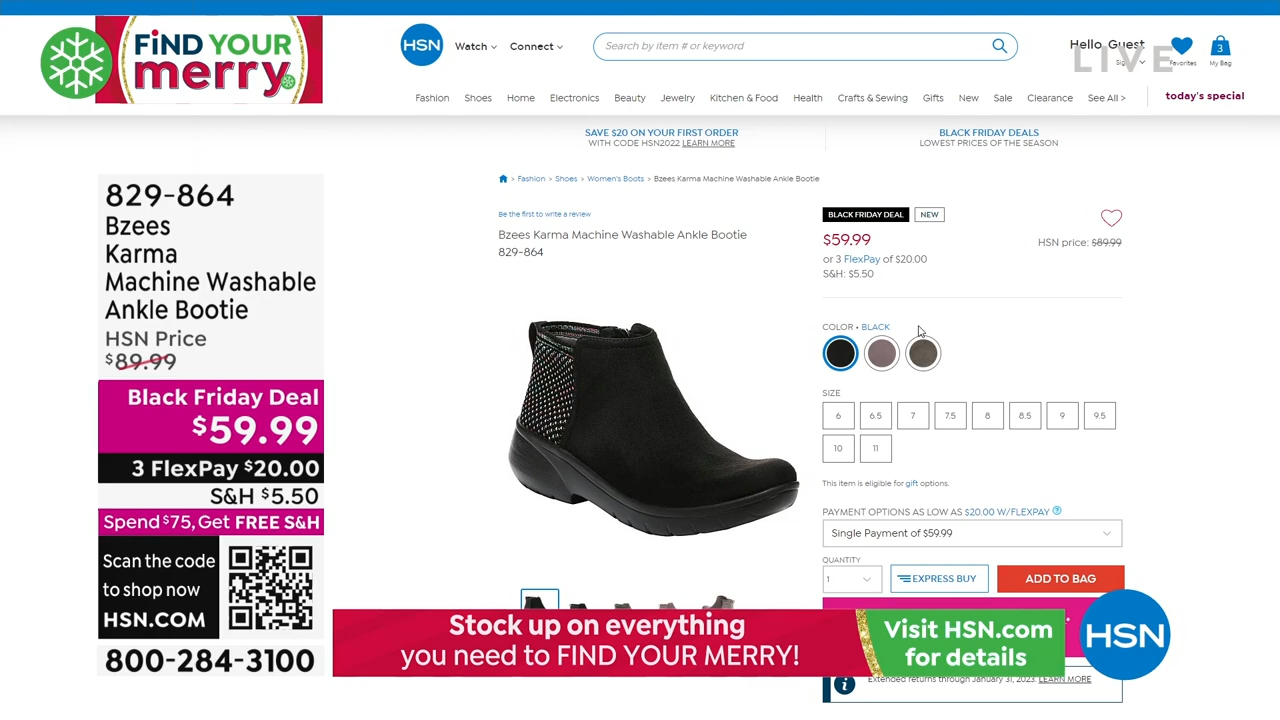 FiND YOUR
merry.
HSN
Watch
Connect
Search by item # or keyword
Hello, Guest
LIVE
Favorites
3
My Bag
Fashion
Shoes
Home
Electronics
Beauty
Jewelry
Kitchen & Food
Health
Crafts & Sewing
Gifts
New
Sale
Clearance
See All >
today's special
SAVE $20 ON YOUR FIRST ORDER
WITH CODE HSN2022 LEARN MORE
BLACK FRIDAY DEALS
LOWEST PRICES OF THE SEASON
829-864
Bzees
Karma
Machine Washable
Ankle Bootie
HSN Price
$89.99
Black Friday Deal
$59.99
3 FlexPay $20.00
S&H $5.50
Spend $75, Get FREE S&H
Scan the code
to shop now
HSN.COM
800-284-3100
> Fashion > Shoes > Women's Boots > Bzees Karma Machine Washable Ankle Bootie
Be the first to write a review
Bzees Karma Machine Washable Ankle Bootie
829-864
BLACK FRIDAY DEAL
NEW
$59.99
HSN price: $89.99
or 3 FlexPay of $20.00
S&H: $5.50
COLOR • BLACK
SIZE
6
6.5
7
7.5
8
8.5
9
9.5
10
11
This item is eligible for gift options.
PAYMENT OPTIONS AS LOW AS $20.00 W/FLEXPAY ?
Single Payment of $59.99
QUANTITY
1
EXPRESS BUY
ADD TO BAG
Stock up on everything
you need to FIND YOUR MERRY!
Visit HSN.com
for details
HSN
Extended returns through January 31, 2023. LEARN MORE